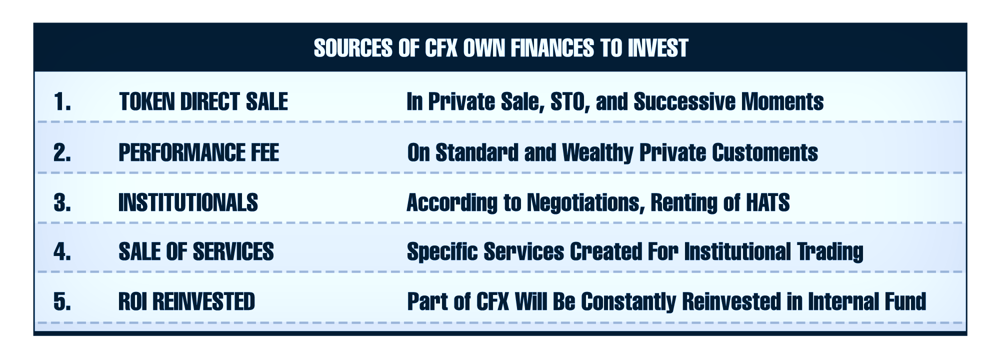 SOURCES OF CFX OWN FINANCES TO INVEST
1. TOKEN DIRECT SALE In Private Sale, STO, and Successive Moments
2. PERFORMANCE FEE On Standard and Wealthy Private Customents
3. INSTITUTIONALS According to Negotiations, Renting of HATS
4. SALE OF SERVICES Specific Services Created For Institutional Trading
5. ROI REINVESTED Part of CFX Will Be Constantly Reinvested in Internal Fund